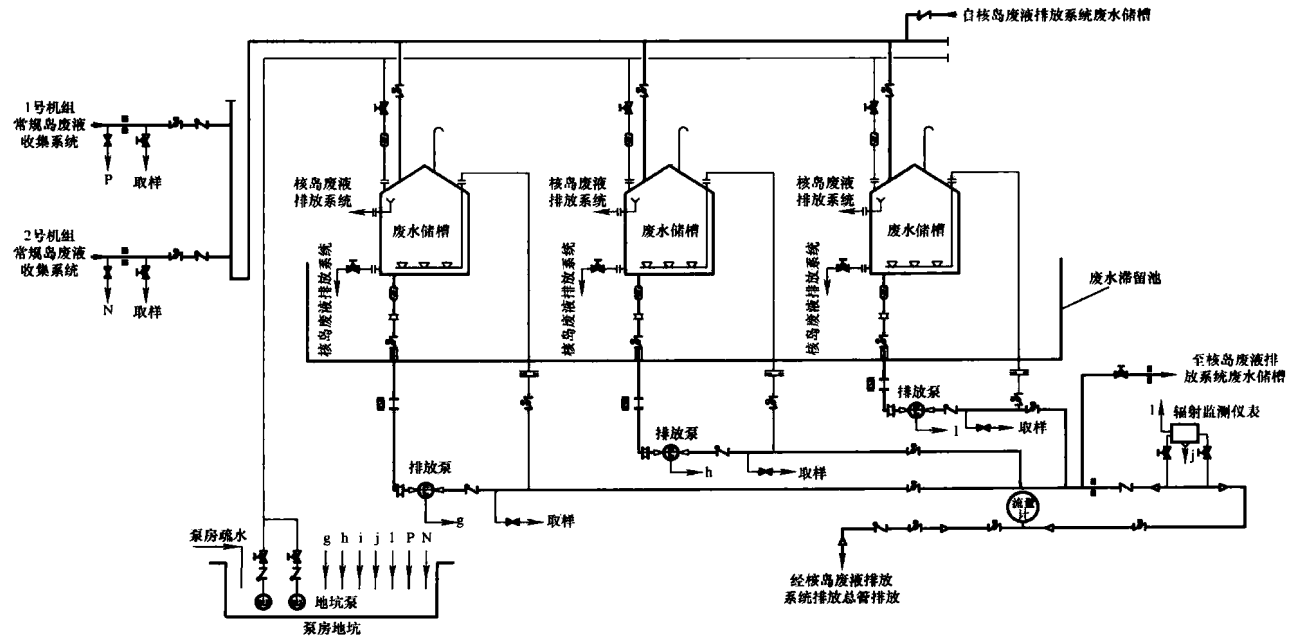 自核岛废液排放系统废水储槽
1号机组
常规岛废液
收集系统
P
取样
2号机组
常规岛废液
收集系统
N
取样
核岛废液
排放系统
废水储槽
核岛废液排放系统
核岛废液
排放系统
废水储槽
核岛废液排放系统
核岛废液
排放系统
废水储槽
核岛废液排放系统
废水滞留池
至核岛废液排
放系统废水储槽
排放泵
l
取样
l
辐射监测仪表
j
排放泵
h
取样
排放泵
g
取样
流量
计
经核岛废液排放
系统排放总管排放
泵房疏水
g h i j l P N
地坑泵
泵房地坑